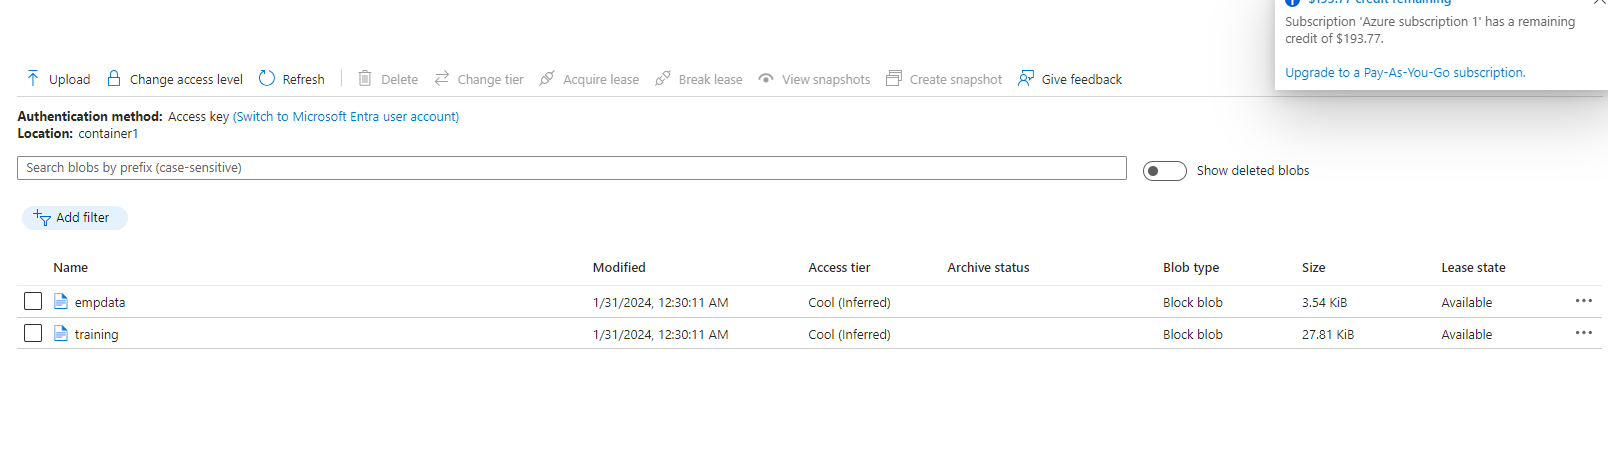 $193.77 credit remaining
Subscription 'Azure subscription 1' has a remaining
credit of $193.77.
Upgrade to a Pay-As-You-Go subscription.
Upload Change access level Refresh Delete Change tier Acquire lease Break lease View snapshots Create snapshot Give feedback
Authentication method: Access key (Switch to Microsoft Entra user account)
Location: container1
Search blobs by prefix (case-sensitive)
Show deleted blobs
Add filter
Name Modified Access tier Archive status Blob type Size Lease state
empdata 1/31/2024, 12:30:11 AM Cool (Inferred) Block blob 3.54 KiB Available
training 1/31/2024, 12:30:11 AM Cool (Inferred) Block blob 27.81 KiB Available